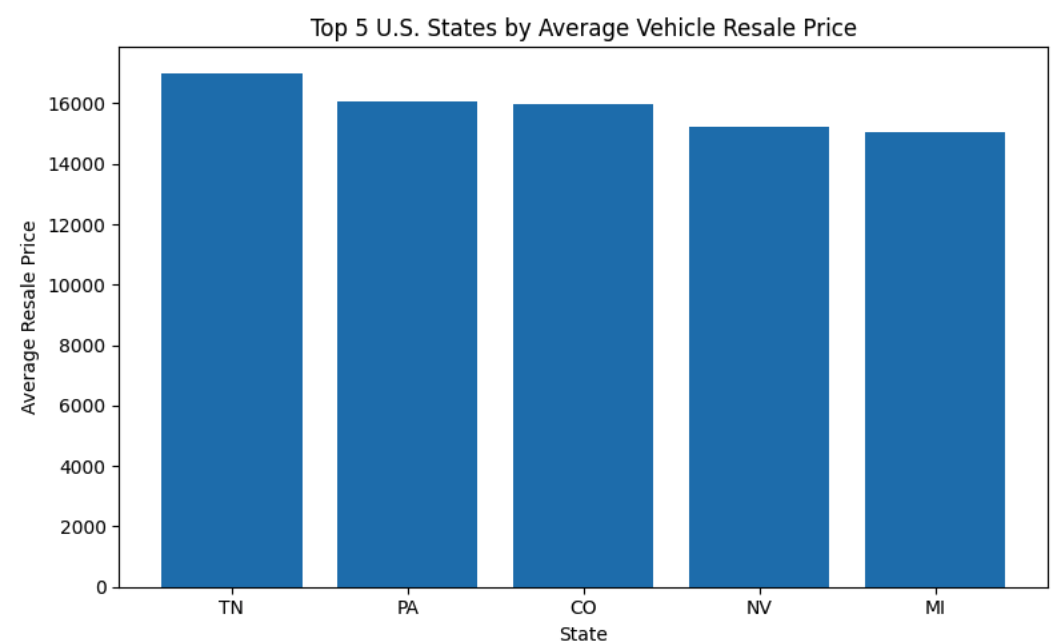 Top 5 U.S. States by Average Vehicle Resale Price
Average Resale Price
16000
14000
12000
10000
8000
6000
4000
2000
0
TN PA CO NV MI
State